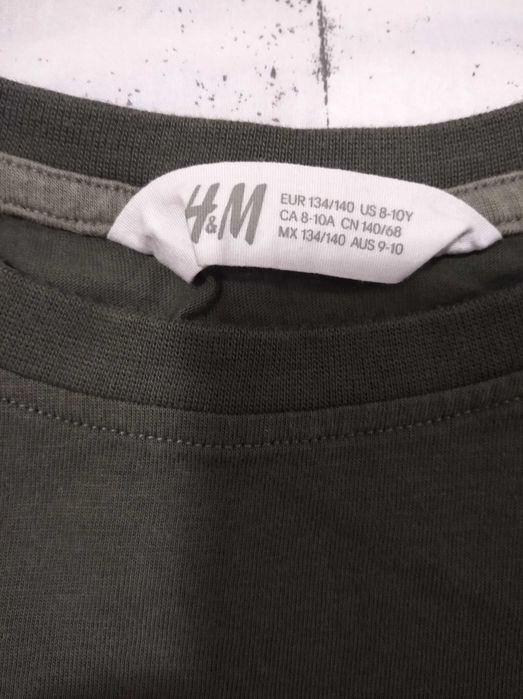 H&M
EUR 134/140 US 8-10Y
CA 8-10A CN 140/68
MX 134/140 AUS 9-10